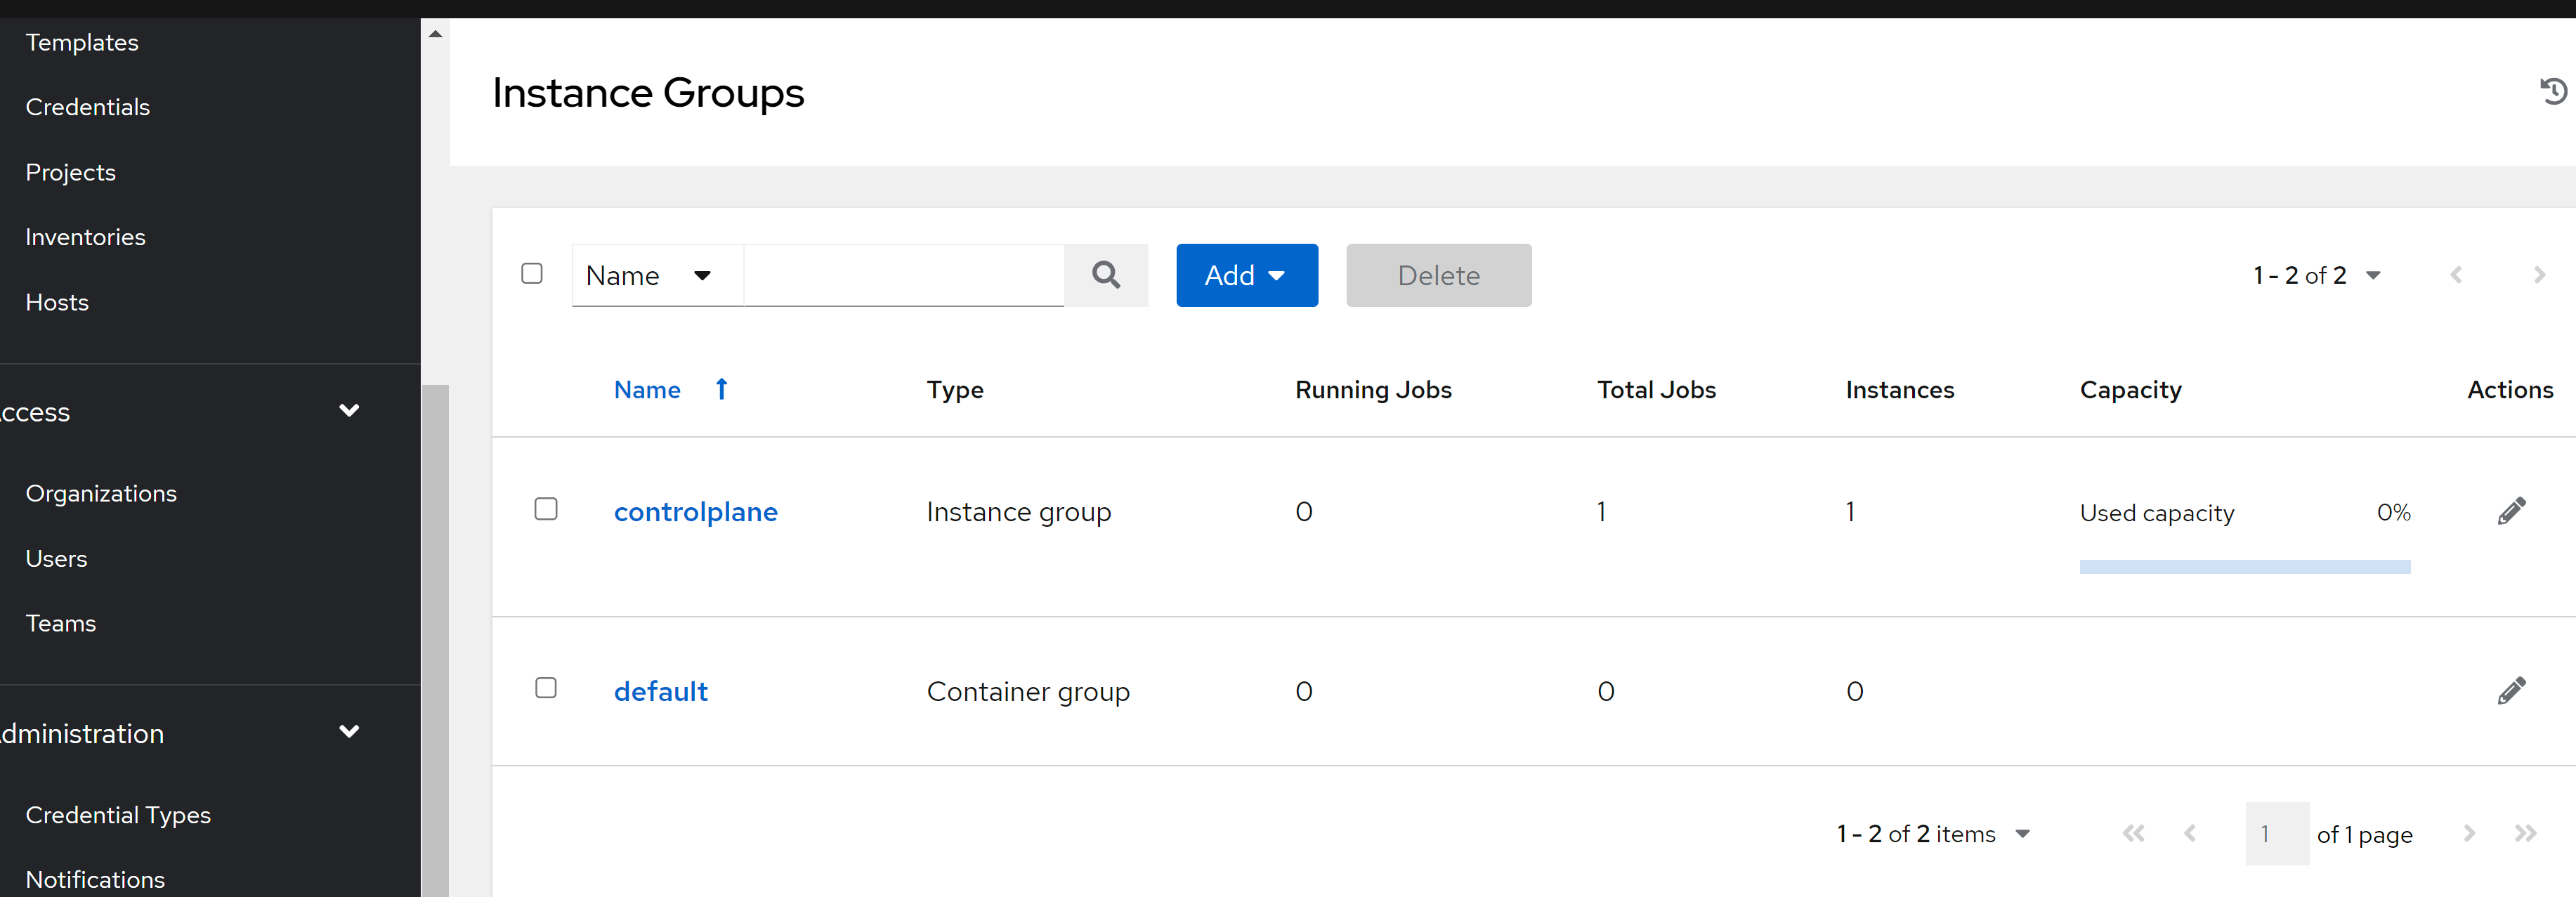 Templates
Credentials
Projects
Inventories
Hosts
ccess
Organizations
Users
Teams
dministration
Credential Types
Notifications
Instance Groups
Name Add Delete 1 - 2 of 2
Name Type Running Jobs Total Jobs Instances Capacity Actions
controlplane Instance group 0 1 1 Used capacity 0%
default Container group 0 0 0
1 - 2 of 2 items 1 of 1 page